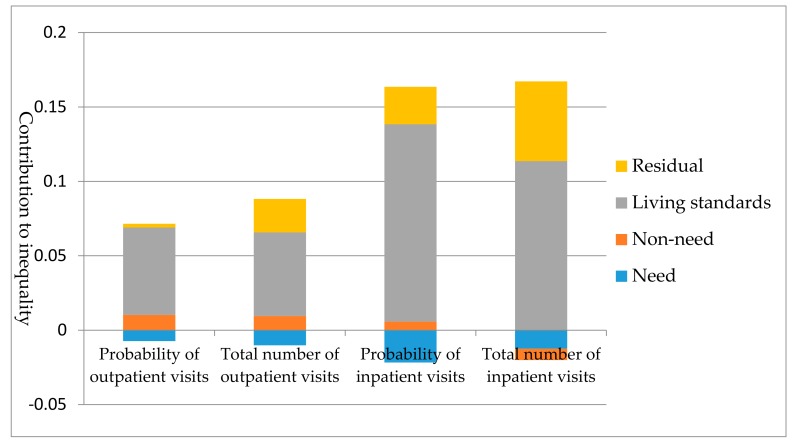 0.2
0.15
0.1
0.05
0
-0.05
Contribution to inequality
Probability of
outpatient visits
Total number of
outpatient visits
Probability of
inpatient visits
Total number of
inpatient visits
Residual
Living standards
Non-need
Need